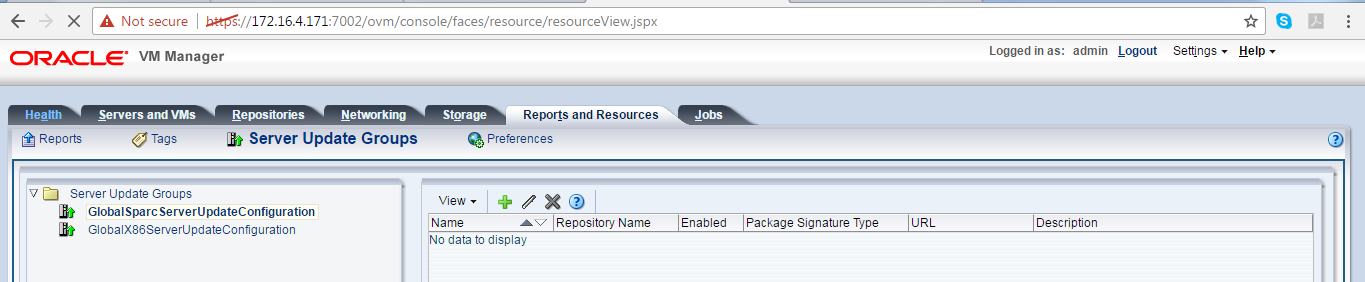 Not secure https://172.16.4.171:7002/ovm/console/faces/resource/resourceView.jspx
ORACLE VM Manager Logged in as: admin Logout Settings Help
Health Servers and VMs Repositories Networking Storage Reports and Resources Jobs
Reports Tags Server Update Groups Preferences
Server Update Groups
GlobalSparcServerUpdateConfiguration
GlobalX86ServerUpdateConfiguration
View
Name Repository Name Enabled Package Signature Type URL Description
No data to display